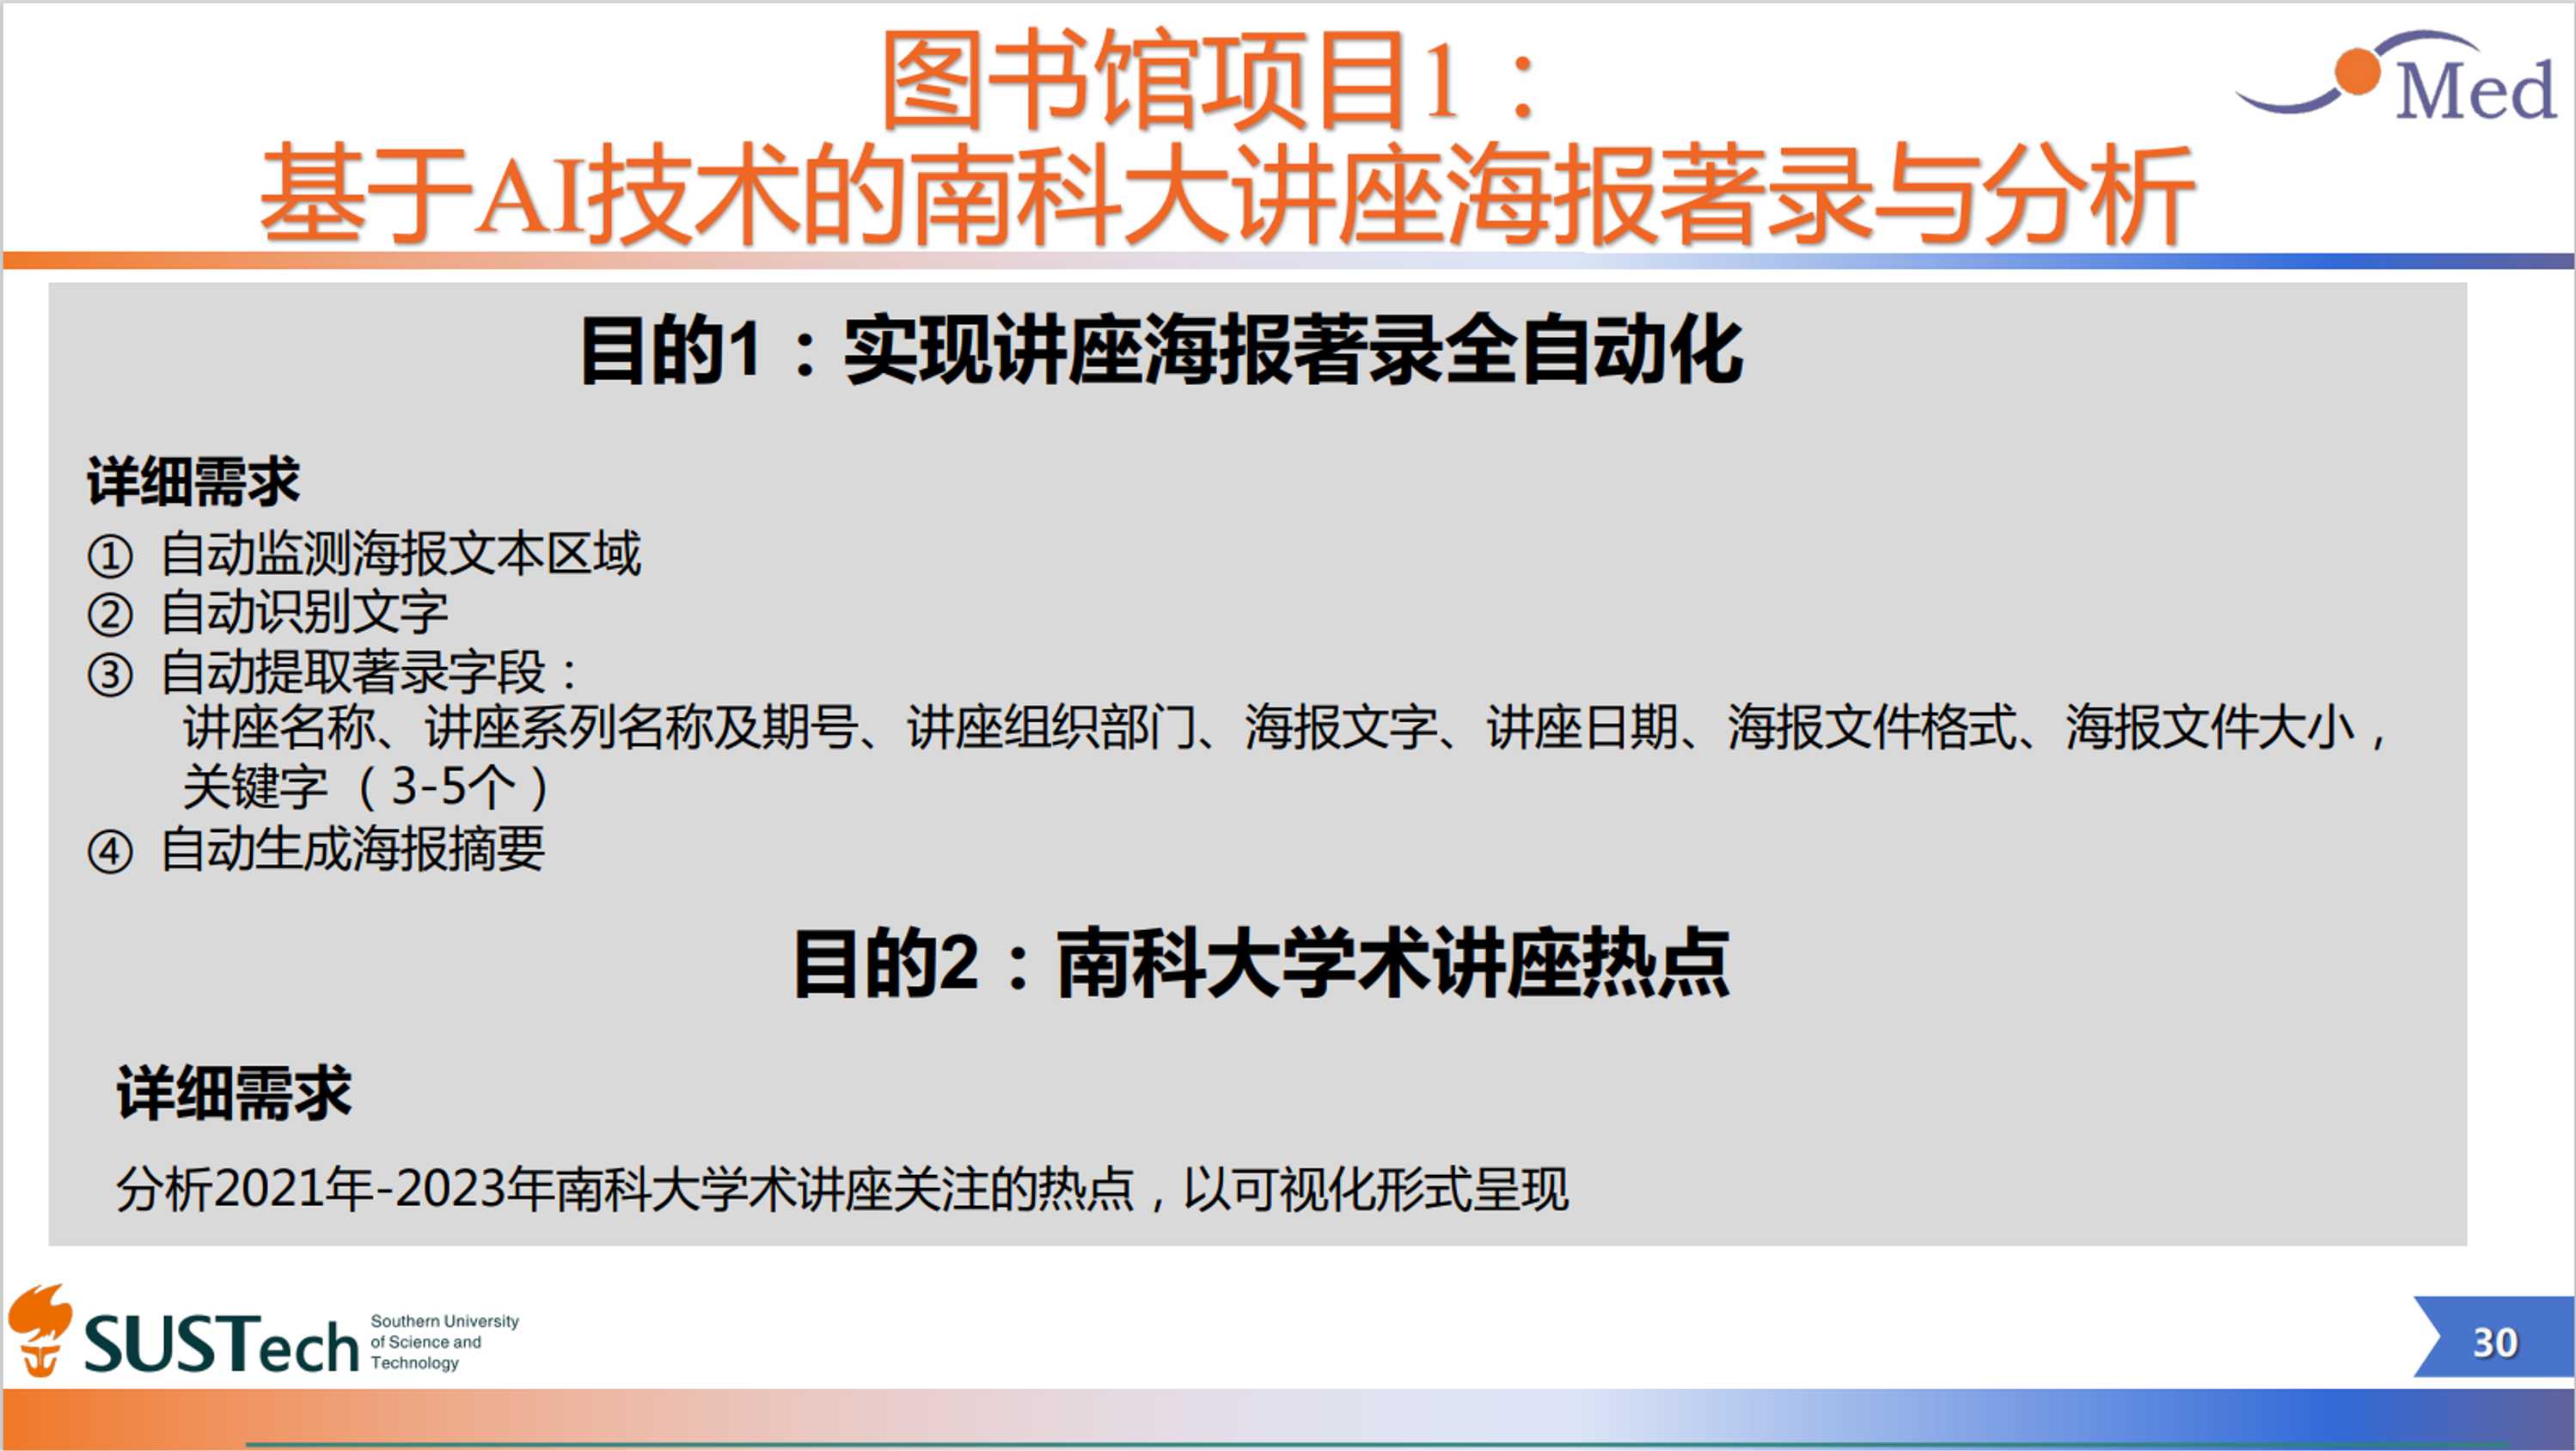 图书馆项目1：
Med
基于AI技术的南科大讲座海报著录与分析
目的1：实现讲座海报著录全自动化
详细需求
① 自动监测海报文本区域
② 自动识别文字
③ 自动提取著录字段：
讲座名称、讲座系列名称及期号、讲座组织部门、海报文字、讲座日期、海报文件格式、海报文件大小，
关键字（3-5个）
④ 自动生成海报摘要
目的2：南科大学术讲座热点
详细需求
分析2021年-2023年南科大学术讲座关注的热点，以可视化形式呈现
SUSTech
Southern University
of Science and
Technology
30